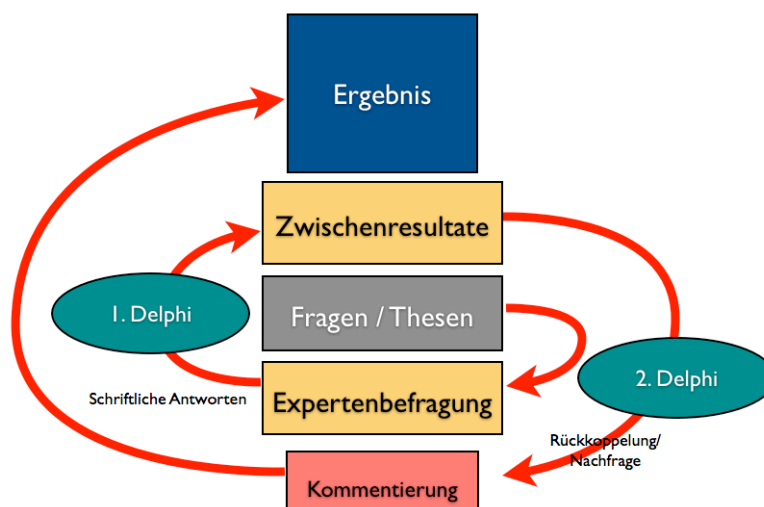 Ergebnis
Zwischenresultate
1. Delphi
Fragen / Thesen
2. Delphi
Schriftliche Antworten
Expertenbefragung
Rückkoppelung/
Nachfrage
Kommentierung